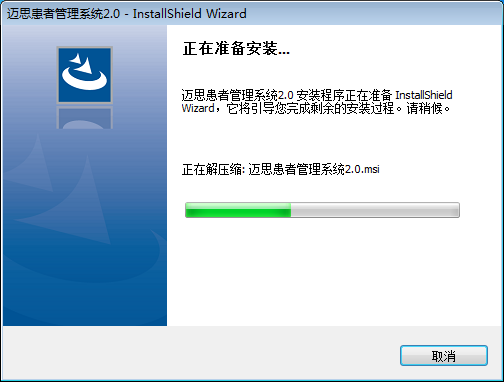 迈思患者管理系统2.0 - InstallShield Wizard
正在准备安装...
迈思患者管理系统2.0 安装程序正在准备 InstallShield
Wizard，它将引导您完成剩余的安装过程。请稍候。
正在解压缩: 迈思患者管理系统2.0.msi
取消